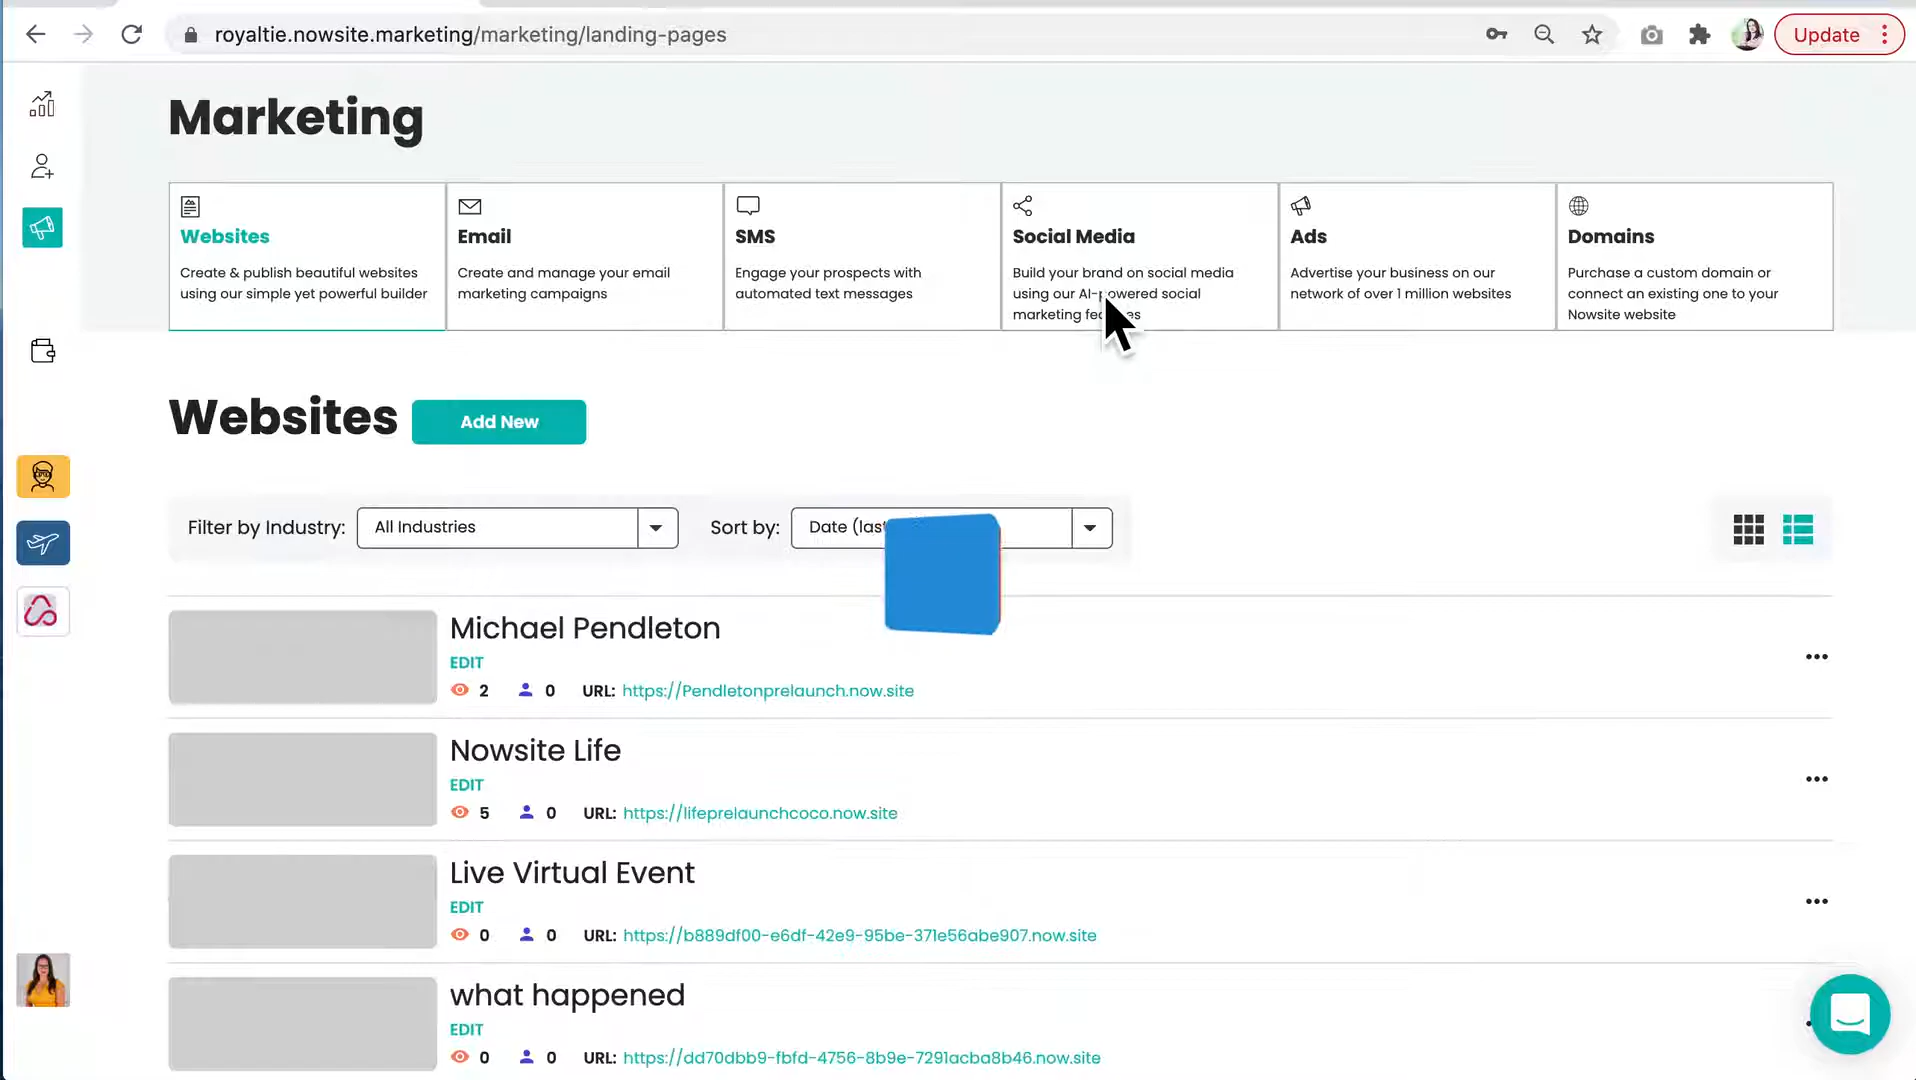 royaltie.nowsite.marketing/marketing/landing-pages
Update
Marketing
Websites
Create & publish beautiful websites
using our simple yet powerful builder
Email
Create and manage your email
marketing campaigns
SMS
Engage your prospects with
automated text messages
Social Media
Build your brand on social media
using our AI-powered social
marketing
Ads
Advertise your business on our
network of over 1 million websites
Domains
Purchase a custom domain or
connect an existing one to your
Nowsite website
Websites
Add New
Filter by Industry:
All Industries
Sort by:
Date
Michael Pendleton
EDIT
2 0 URL: https://Pendletonprelaunch.now.site
Nowsite Life
EDIT
5 0 URL: https://lifeprelaunchcoco.now.site
Live Virtual Event
EDIT
0 0 URL: https://b889df00-e6df-42e9-95be-371e56abe907.now.site
what happened
EDIT
0 0 URL: https://dd70dbb9-fbfd-4756-8b9e-7291acba8b46.now.site